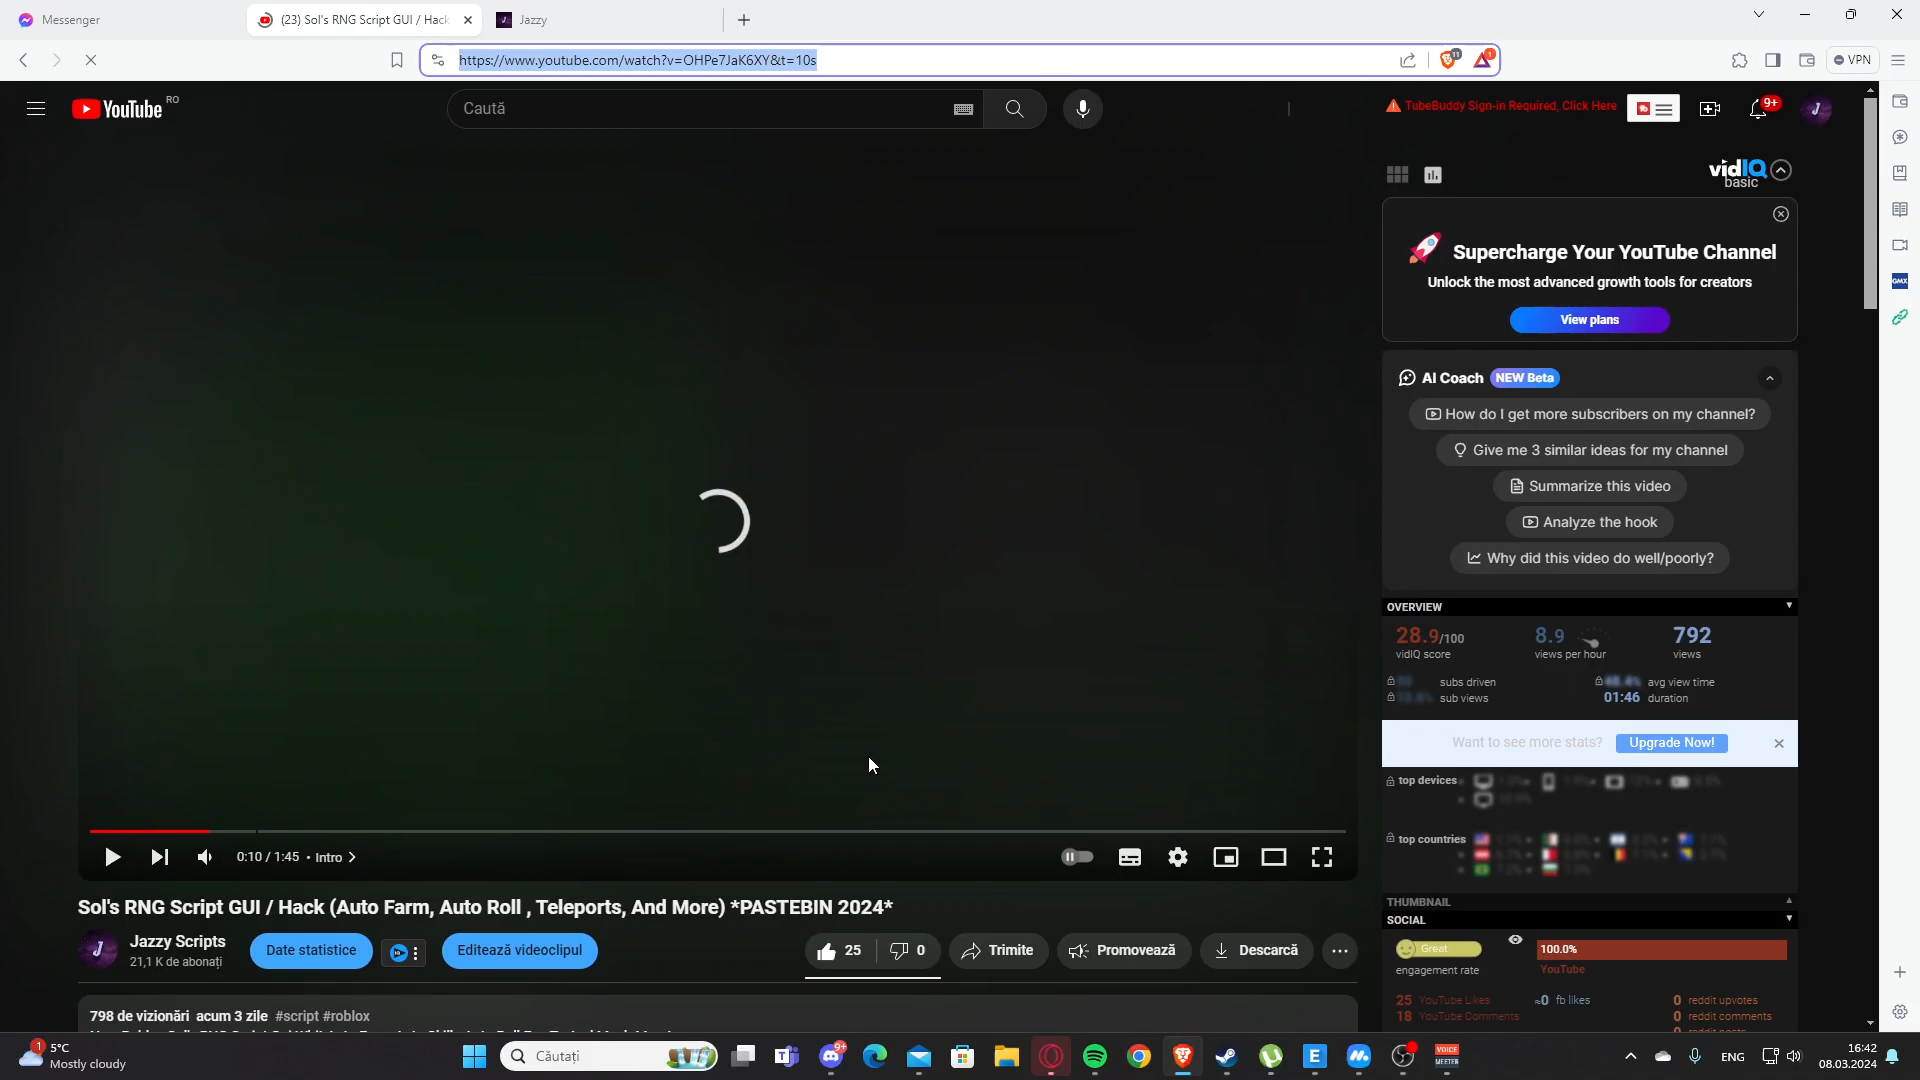 Messenger
(23) Sol's RNG Script GUI / Hack
Jazzy
https://www.youtube.com/watch?v=OHPe7JaK6XY&t=10s
11
1
VPN
YouTube RO
Caută
TubeBuddy Sign-in Required, Click Here
9+
vidIQ
basic
Supercharge Your YouTube Channel
Unlock the most advanced growth tools for creators
View plans
GMX
AI Coach NEW Beta
How do I get more subscribers on my channel?
Give me 3 similar ideas for my channel
Summarize this video
Analyze the hook
Why did this video do well/poorly?
OVERVIEW
28.9/100
vidIQ score
8.9
views per hour
792
views
subs driven
avg view time
sub views
01:46 duration
Want to see more stats? Upgrade Now!
top devices
top countries
0:10 / 1:45 • Intro
THUMBNAIL
SOCIAL
Sol's RNG Script GUI / Hack (Auto Farm, Auto Roll , Teleports, And More) *PASTEBIN 2024*
Jazzy Scripts
21,1 K de abonați
Date statistice
Editează videoclipul
25
0
Trimite
Promovează
Descarcă
Great
engagement rate
100.0%
YouTube
25 YouTube Likes
≈0 fb likes
0 reddit upvotes
18 YouTube Comments
0 reddit comments
798 de vizionări acum 3 zile #script #roblox
1
5°C
Mostly cloudy
Căutați
9+
E
VOICE
MEETER
ENG
16:42
08.03.2024